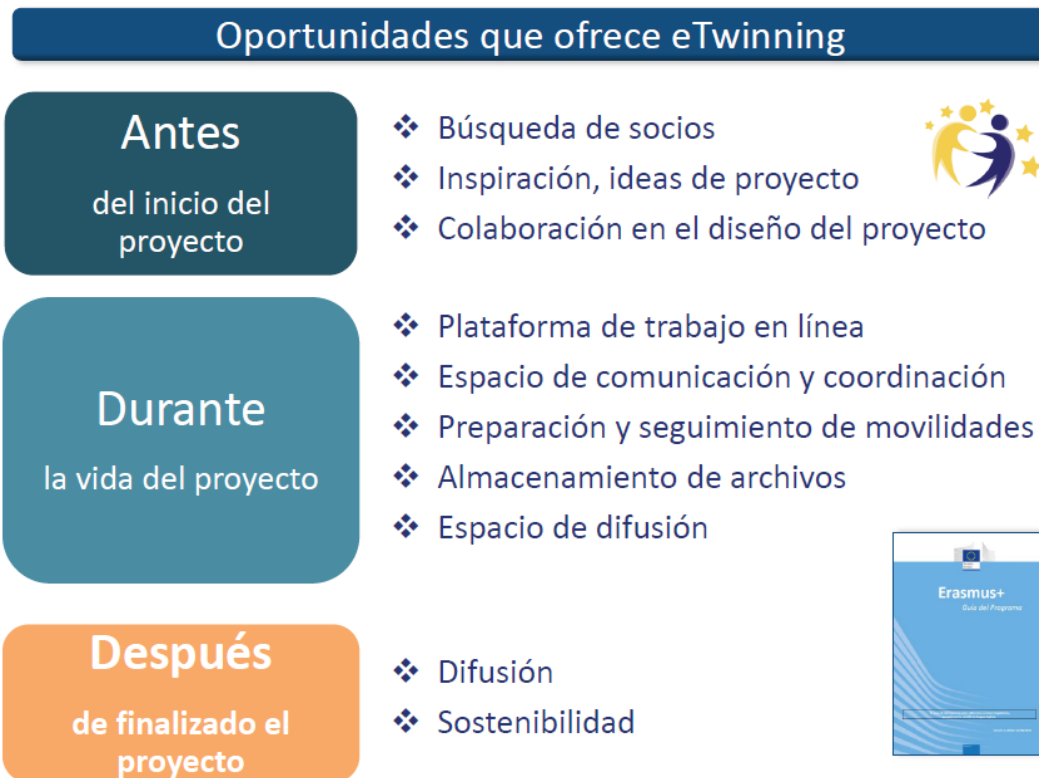 Oportunidades que ofrece eTwinning
Antes
del inicio del
proyecto
❖ Búsqueda de socios
❖ Inspiración, ideas de proyecto
❖ Colaboración en el diseño del proyecto
Durante
la vida del proyecto
❖ Plataforma de trabajo en línea
❖ Espacio de comunicación y coordinación
❖ Preparación y seguimiento de movilidades
❖ Almacenamiento de archivos
❖ Espacio de difusión
Erasmus+
Guía del Programa
Después
de finalizado el
proyecto
❖ Difusión
❖ Sostenibilidad